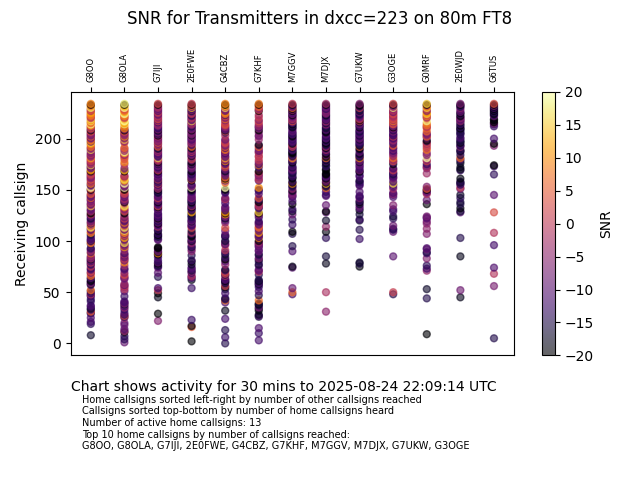 SNR for Transmitters in dxcc=223 on 80m FT8
G8OO G8OLA G7IJI 2E0FWE G4CBZ G7KHF M7GGV M7DJX G7UKW G3OGE G0MRF 2E0WJD G6TUS
200
150
100
50
0
Receiving callsign
20
15
10
5
0
−5
−10
−15
−20
SNR
Chart shows activity for 30 mins to 2025-08-24 22:09:14 UTC
Home callsigns sorted left-right by number of other callsigns reached
Callsigns sorted top-bottom by number of home callsigns heard
Number of active home callsigns: 13
Top 10 home callsigns by number of callsigns reached:
G8OO, G8OLA, G7IJI, 2E0FWE, G4CBZ, G7KHF, M7GGV, M7DJX, G7UKW, G3OGE